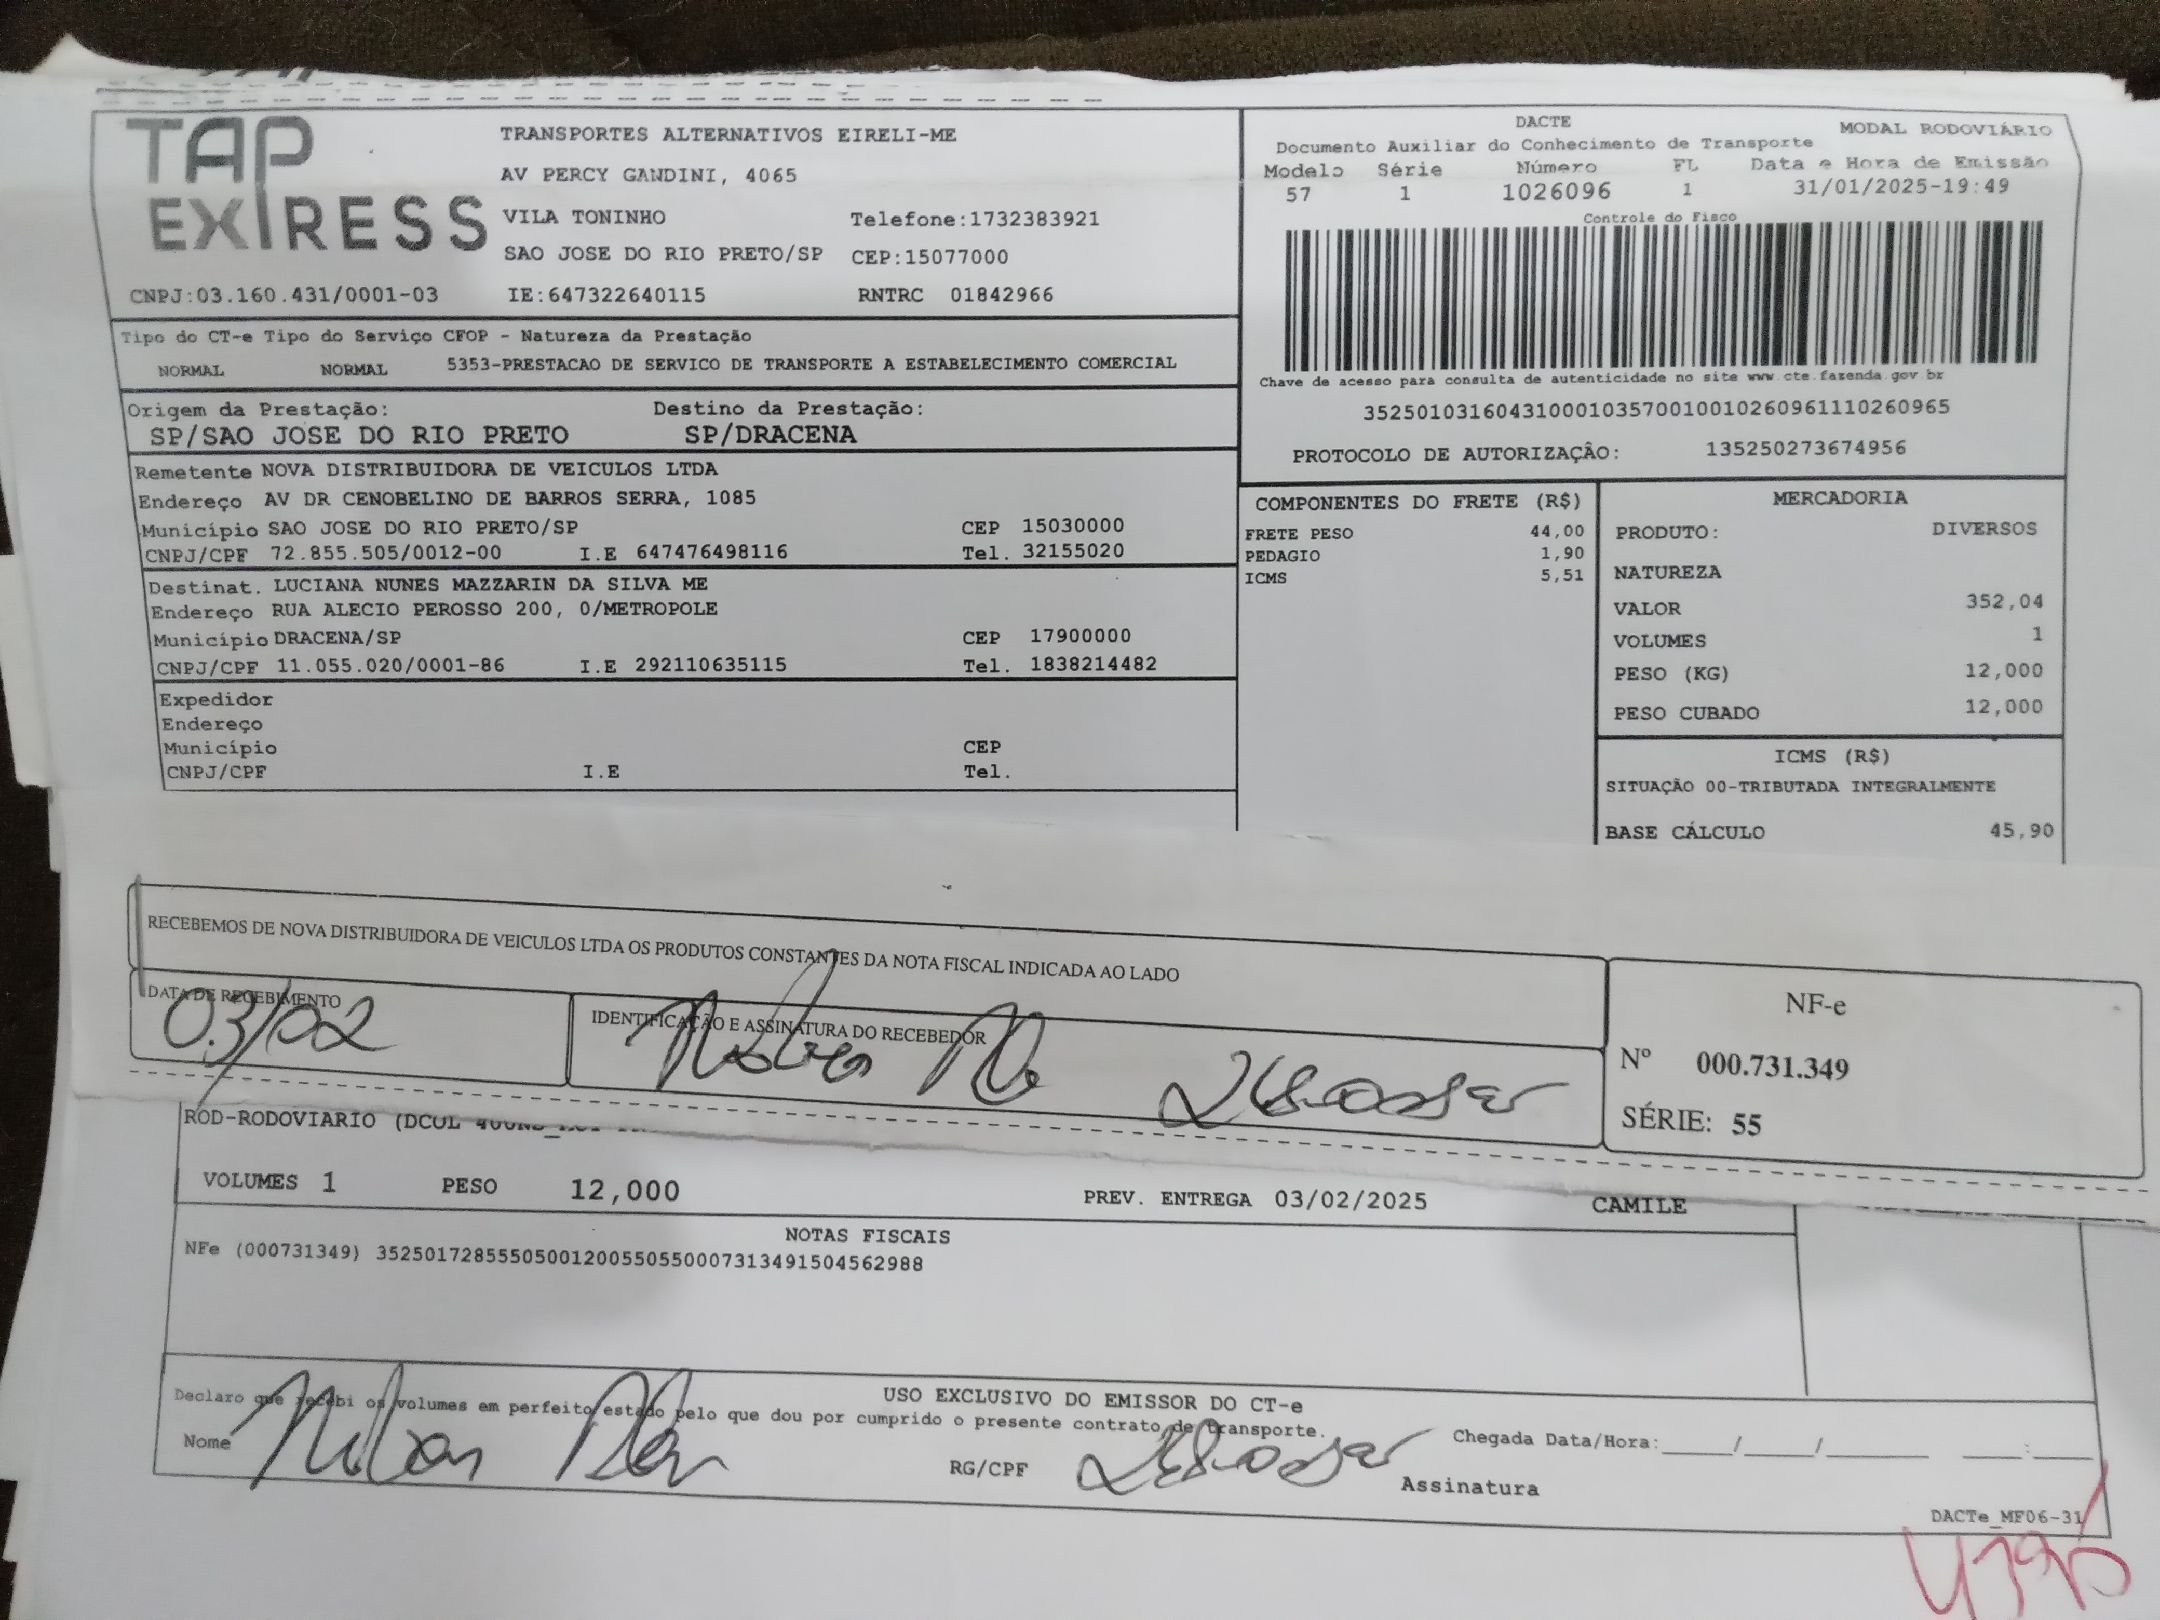 TAP
EXPRESS
TRANSPORTES ALTERNATIVOS EIRELI-ME
AV PERCY GANDINI, 4065
VILA TONINHO Telefone:1732383921
SAO JOSE DO RIO PRETO/SP CEP:15077000
CNPJ:03.160.431/0001-03 IE:647322640115 RNTRC 01842966
DACTE MODAL RODOVIÁRIO
Documento Auxiliar do Conhecimento de Transporte
Modelo Série Número FL Data e Hora de Emissão
57 1 1026096 1 31/01/2025-19:49
Controle do Fisco
Chave de acesso para consulta de autenticidade no site www.cte.fazenda.gov br
35250103160431000103570010010260961110260965
PROTOCOLO DE AUTORIZAÇÃO: 135250273674956
Tipo do CT-e Tipo do Serviço CFOP - Natureza da Prestação
NORMAL NORMAL 5353-PRESTACAO DE SERVICO DE TRANSPORTE A ESTABELECIMENTO COMERCIAL
Origem da Prestação: Destino da Prestação:
SP/SAO JOSE DO RIO PRETO SP/DRACENA
Remetente NOVA DISTRIBUIDORA DE VEICULOS LTDA
Endereço AV DR CENOBELINO DE BARROS SERRA, 1085
Município SAO JOSE DO RIO PRETO/SP CEP 15030000
CNPJ/CPF 72.855.505/0012-00 I.E 647476498116 Tel. 32155020
Destinat. LUCIANA NUNES MAZZARIN DA SILVA ME
Endereço RUA ALECIO PEROSSO 200, 0/METROPOLE
Município DRACENA/SP CEP 17900000
CNPJ/CPF 11.055.020/0001-86 I.E 292110635115 Tel. 1838214482
Expedidor
Endereço
Município CEP
CNPJ/CPF I.E Tel.
COMPONENTES DO FRETE (R$)
FRETE PESO 44,00
PEDAGIO 1,90
ICMS 5,51
MERCADORIA
PRODUTO: DIVERSOS
NATUREZA
VALOR 352,04
VOLUMES 1
PESO (KG) 12,000
PESO CUBADO 12,000
ICMS (R$)
SITUAÇÃO 00-TRIBUTADA INTEGRALMENTE
BASE CÁLCULO 45,90
RECEBEMOS DE NOVA DISTRIBUIDORA DE VEICULOS LTDA OS PRODUTOS CONSTANTES DA NOTA FISCAL INDICADA AO LADO
DATA DE RECEBIMENTO
03/02
IDENTIFICAÇÃO E ASSINATURA DO RECEBEDOR
NF-e
Nº 000.731.349
SÉRIE: 55
ROD-RODOVIARIO (DCOL
VOLUMES 1 PESO 12,000 PREV. ENTREGA 03/02/2025 CAMILE
NOTAS FISCAIS
NFe (000731349) 35250172855505001200550550007313491504562988
USO EXCLUSIVO DO EMISSOR DO CT-e
Declaro que recebi os volumes em perfeito estado pelo que dou por cumprido o presente contrato de transporte.
Nome RG/CPF Assinatura
Chegada Data/Hora:_____/_____/_______ ____:____
DACTe_MF06-31